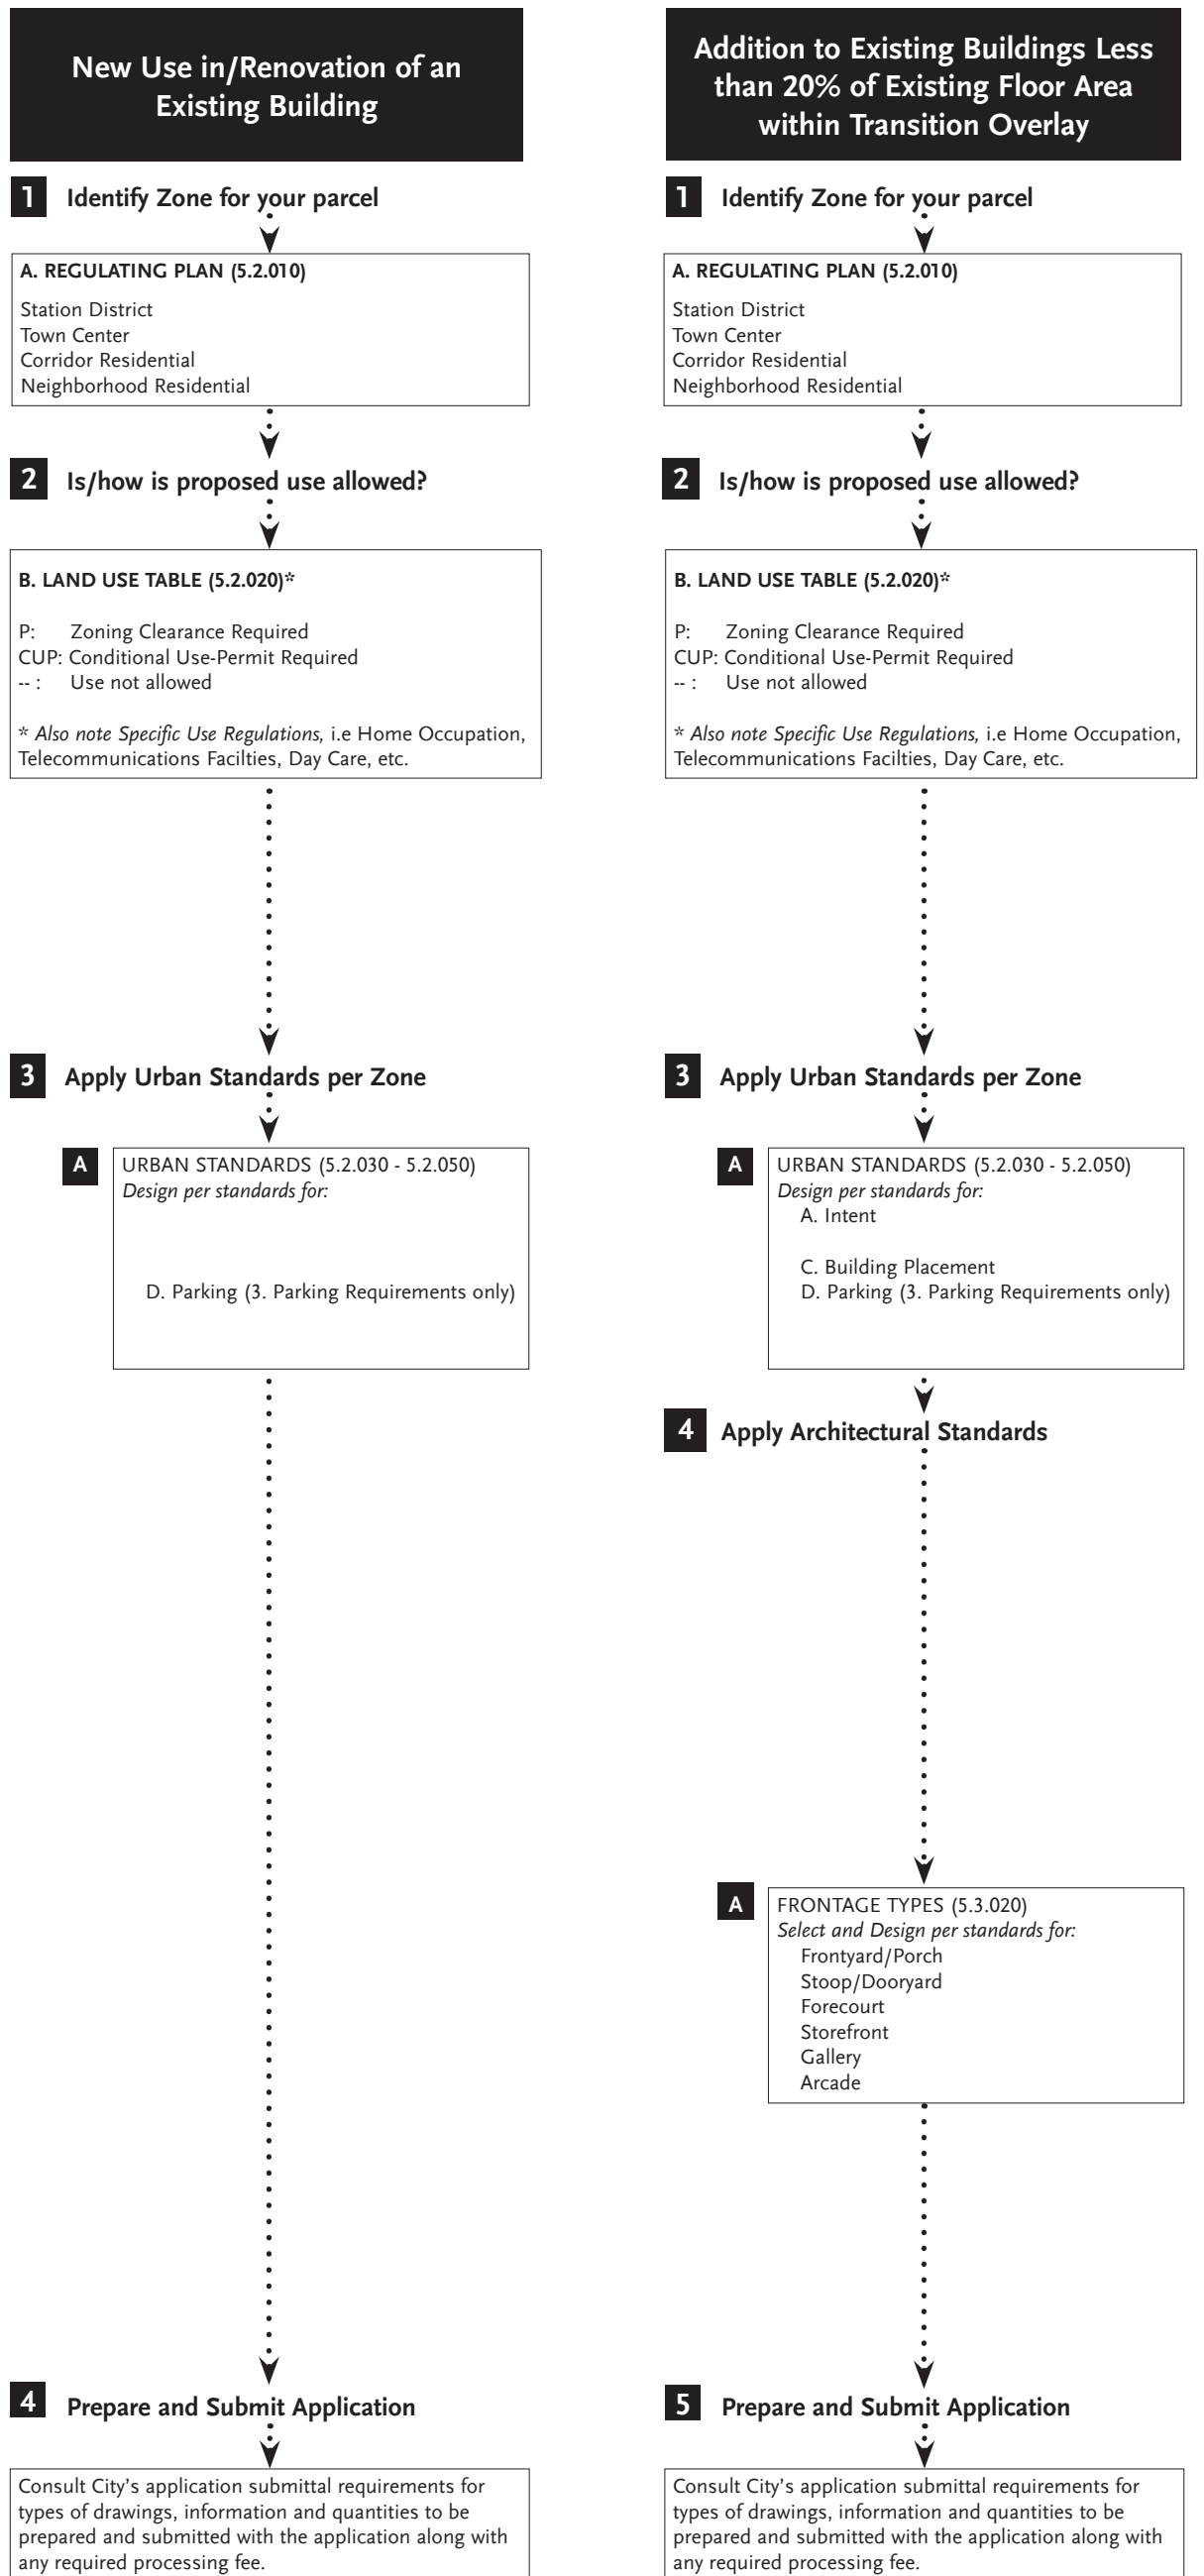 New Use in/Renovation of an
Existing Building
1 Identify Zone for your parcel
A. REGULATING PLAN (5.2.010)
Station District
Town Center
Corridor Residential
Neighborhood Residential
2 Is/how is proposed use allowed?
B. LAND USE TABLE (5.2.020)*
P: Zoning Clearance Required
CUP: Conditional Use-Permit Required
-- : Use not allowed
* Also note Specific Use Regulations, i.e Home Occupation,
Telecommunications Facilties, Day Care, etc.
3 Apply Urban Standards per Zone
A URBAN STANDARDS (5.2.030 - 5.2.050)
Design per standards for:
D. Parking (3. Parking Requirements only)
4 Prepare and Submit Application
Consult City's application submittal requirements for
types of drawings, information and quantities to be
prepared and submitted with the application along with
any required processing fee.
Addition to Existing Buildings Less
than 20% of Existing Floor Area
within Transition Overlay
1 Identify Zone for your parcel
A. REGULATING PLAN (5.2.010)
Station District
Town Center
Corridor Residential
Neighborhood Residential
2 Is/how is proposed use allowed?
B. LAND USE TABLE (5.2.020)*
P: Zoning Clearance Required
CUP: Conditional Use-Permit Required
-- : Use not allowed
* Also note Specific Use Regulations, i.e Home Occupation,
Telecommunications Facilties, Day Care, etc.
3 Apply Urban Standards per Zone
A URBAN STANDARDS (5.2.030 - 5.2.050)
Design per standards for:
A. Intent
C. Building Placement
D. Parking (3. Parking Requirements only)
4 Apply Architectural Standards
A FRONTAGE TYPES (5.3.020)
Select and Design per standards for:
Frontyard/Porch
Stoop/Dooryard
Forecourt
Storefront
Gallery
Arcade
5 Prepare and Submit Application
Consult City's application submittal requirements for
types of drawings, information and quantities to be
prepared and submitted with the application along with
any required processing fee.